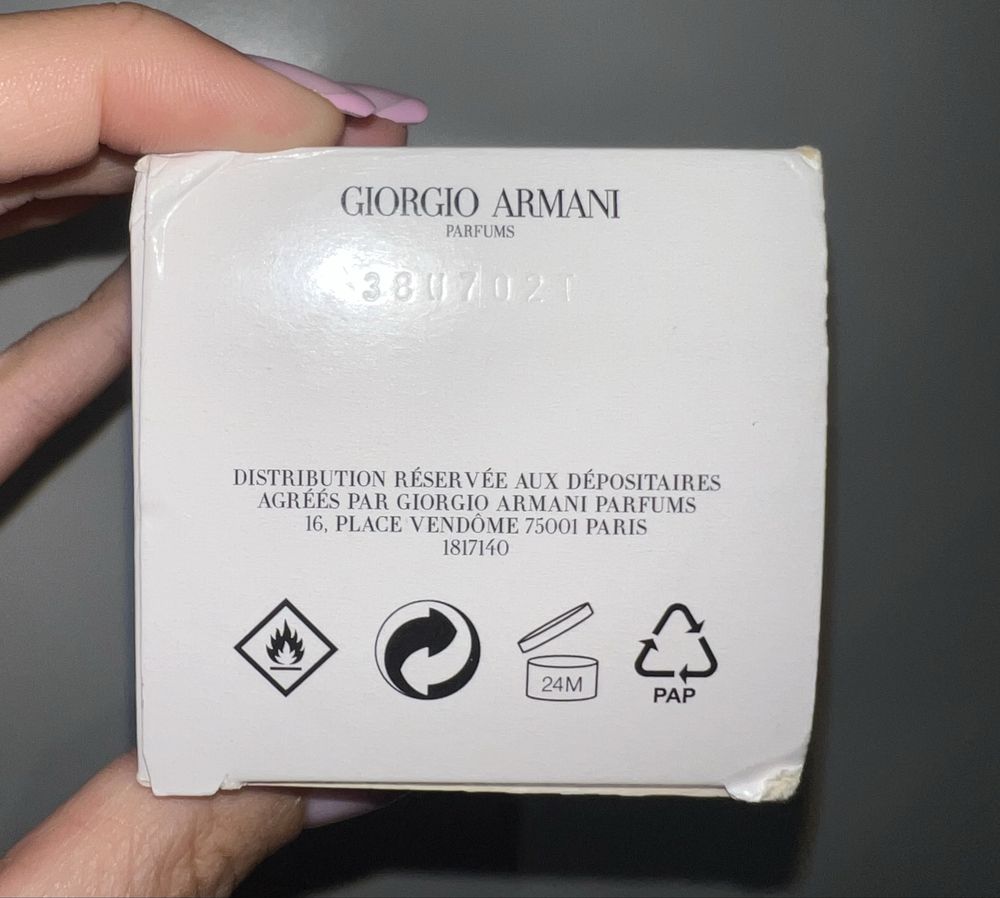 GIORGIO ARMANI
PARFUMS
38U702T
DISTRIBUTION RÉSERVÉE AUX DÉPOSITAIRES
AGRÉÉS PAR GIORGIO ARMANI PARFUMS
16, PLACE VENDÔME 75001 PARIS
1817140
24M
PAP